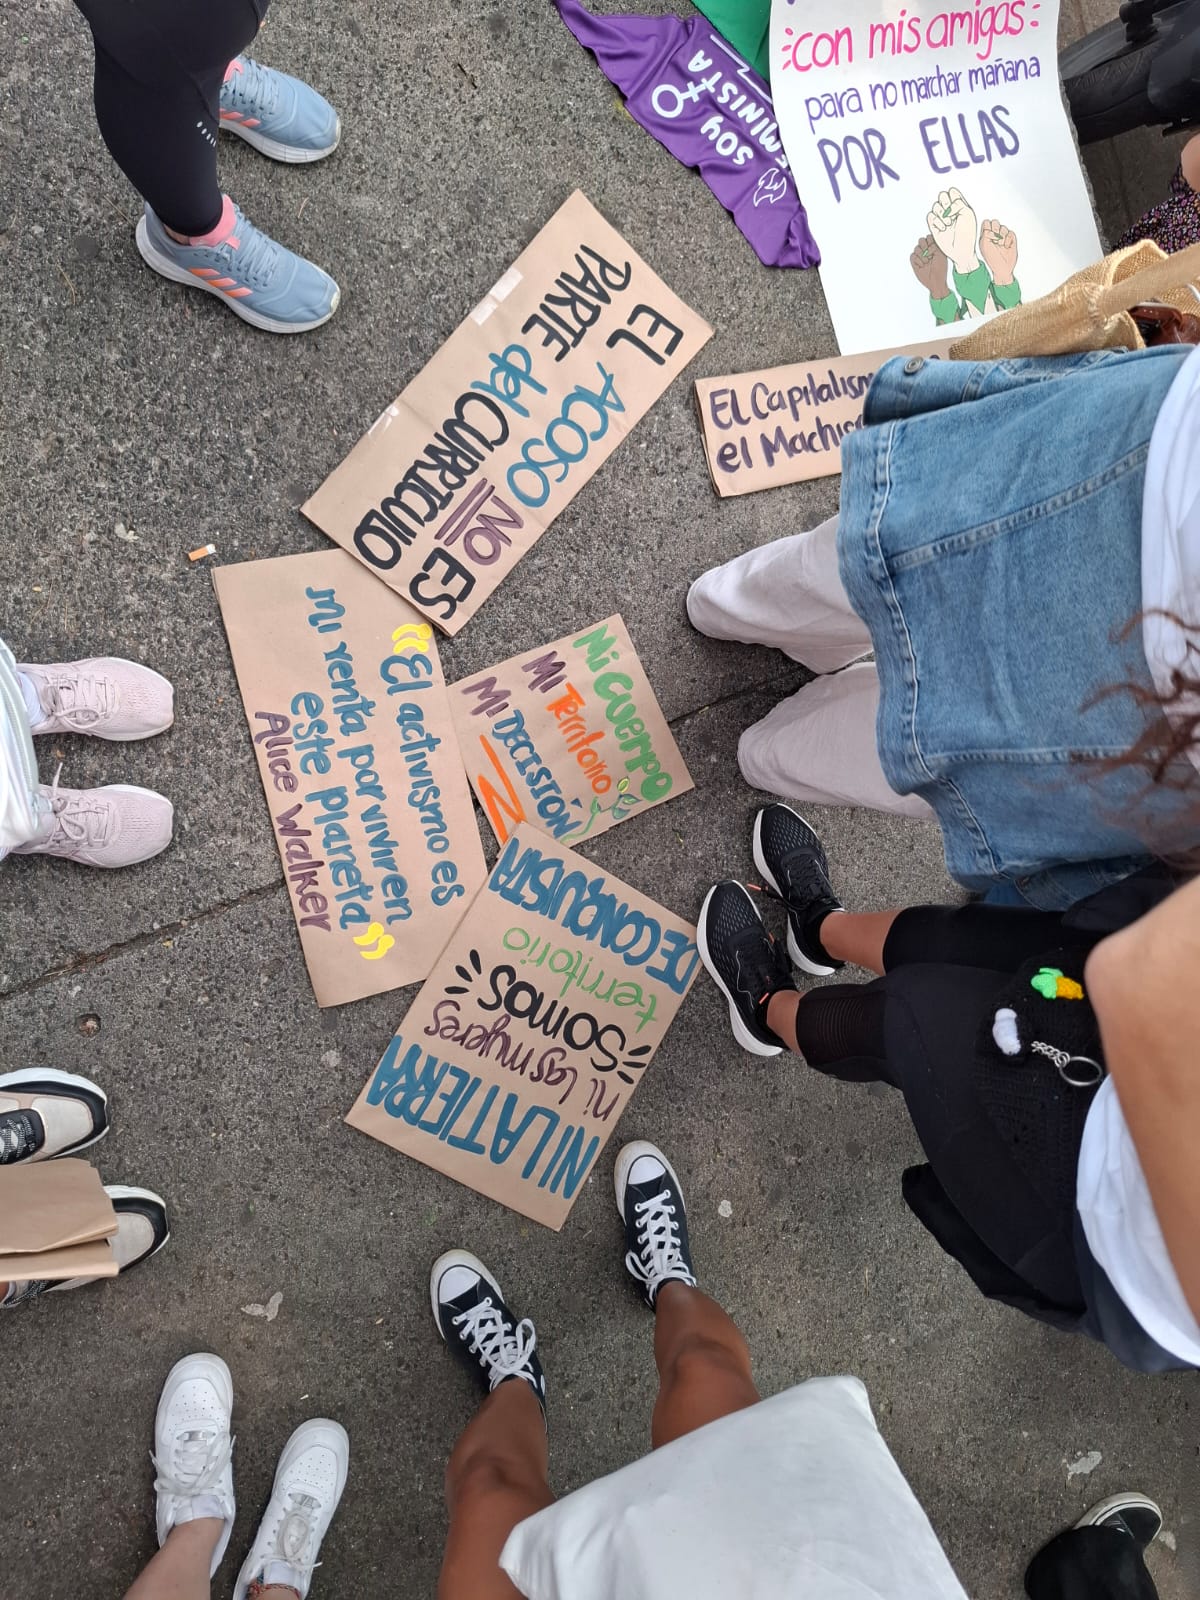 con mis amigas
para no marchar mañana
POR ELLAS
SOY
FEMINISTA
EL ACOSO NO ES
PARTE del CURRICULO
El Capitalism
el Machis
"El activismo es
Mi renta por vivir en
este planeta"
Alice Walker
Mi Cuerpo
Mi Territorio
Mi DECISIÓN
NI LA TIERRA
ni las mujeres
SOMOS
territorio
DE CONQUISTA